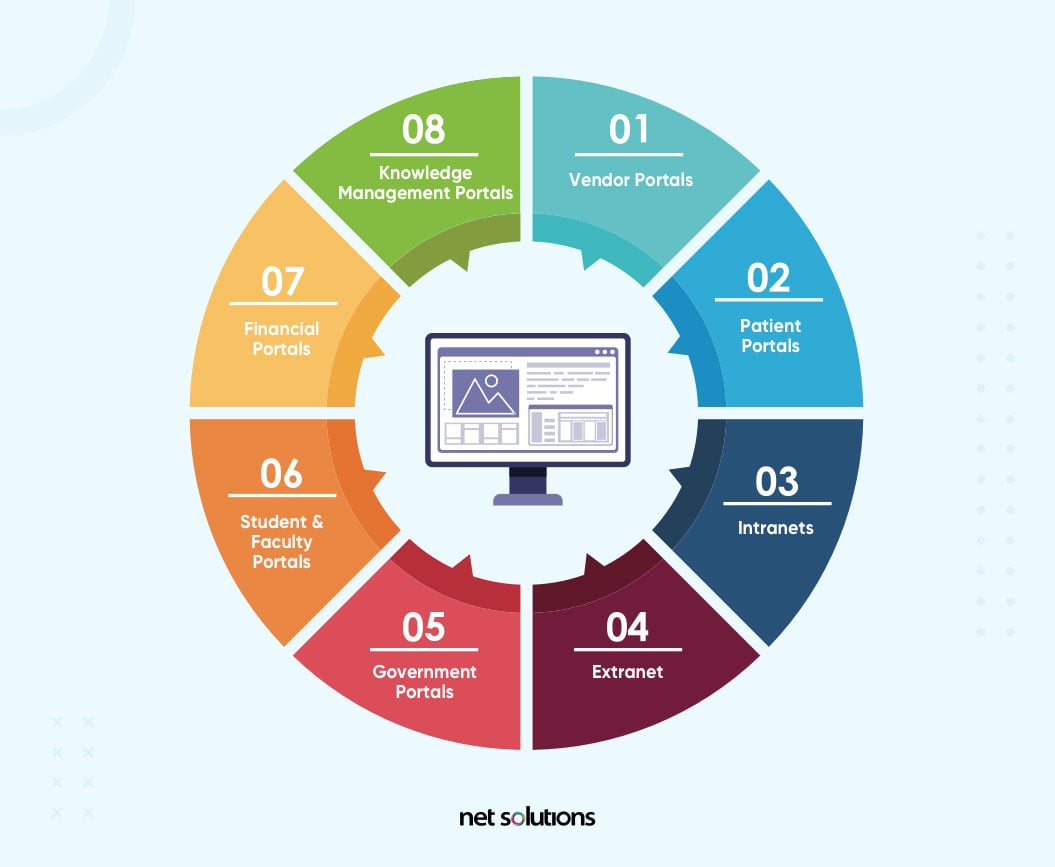 01
Vendor Portals
02
Patient
Portals
03
Intranets
04
Extranet
05
Government
Portals
06
Student &
Faculty
Portals
07
Financial
Portals
08
Knowledge
Management Portals
net solutions